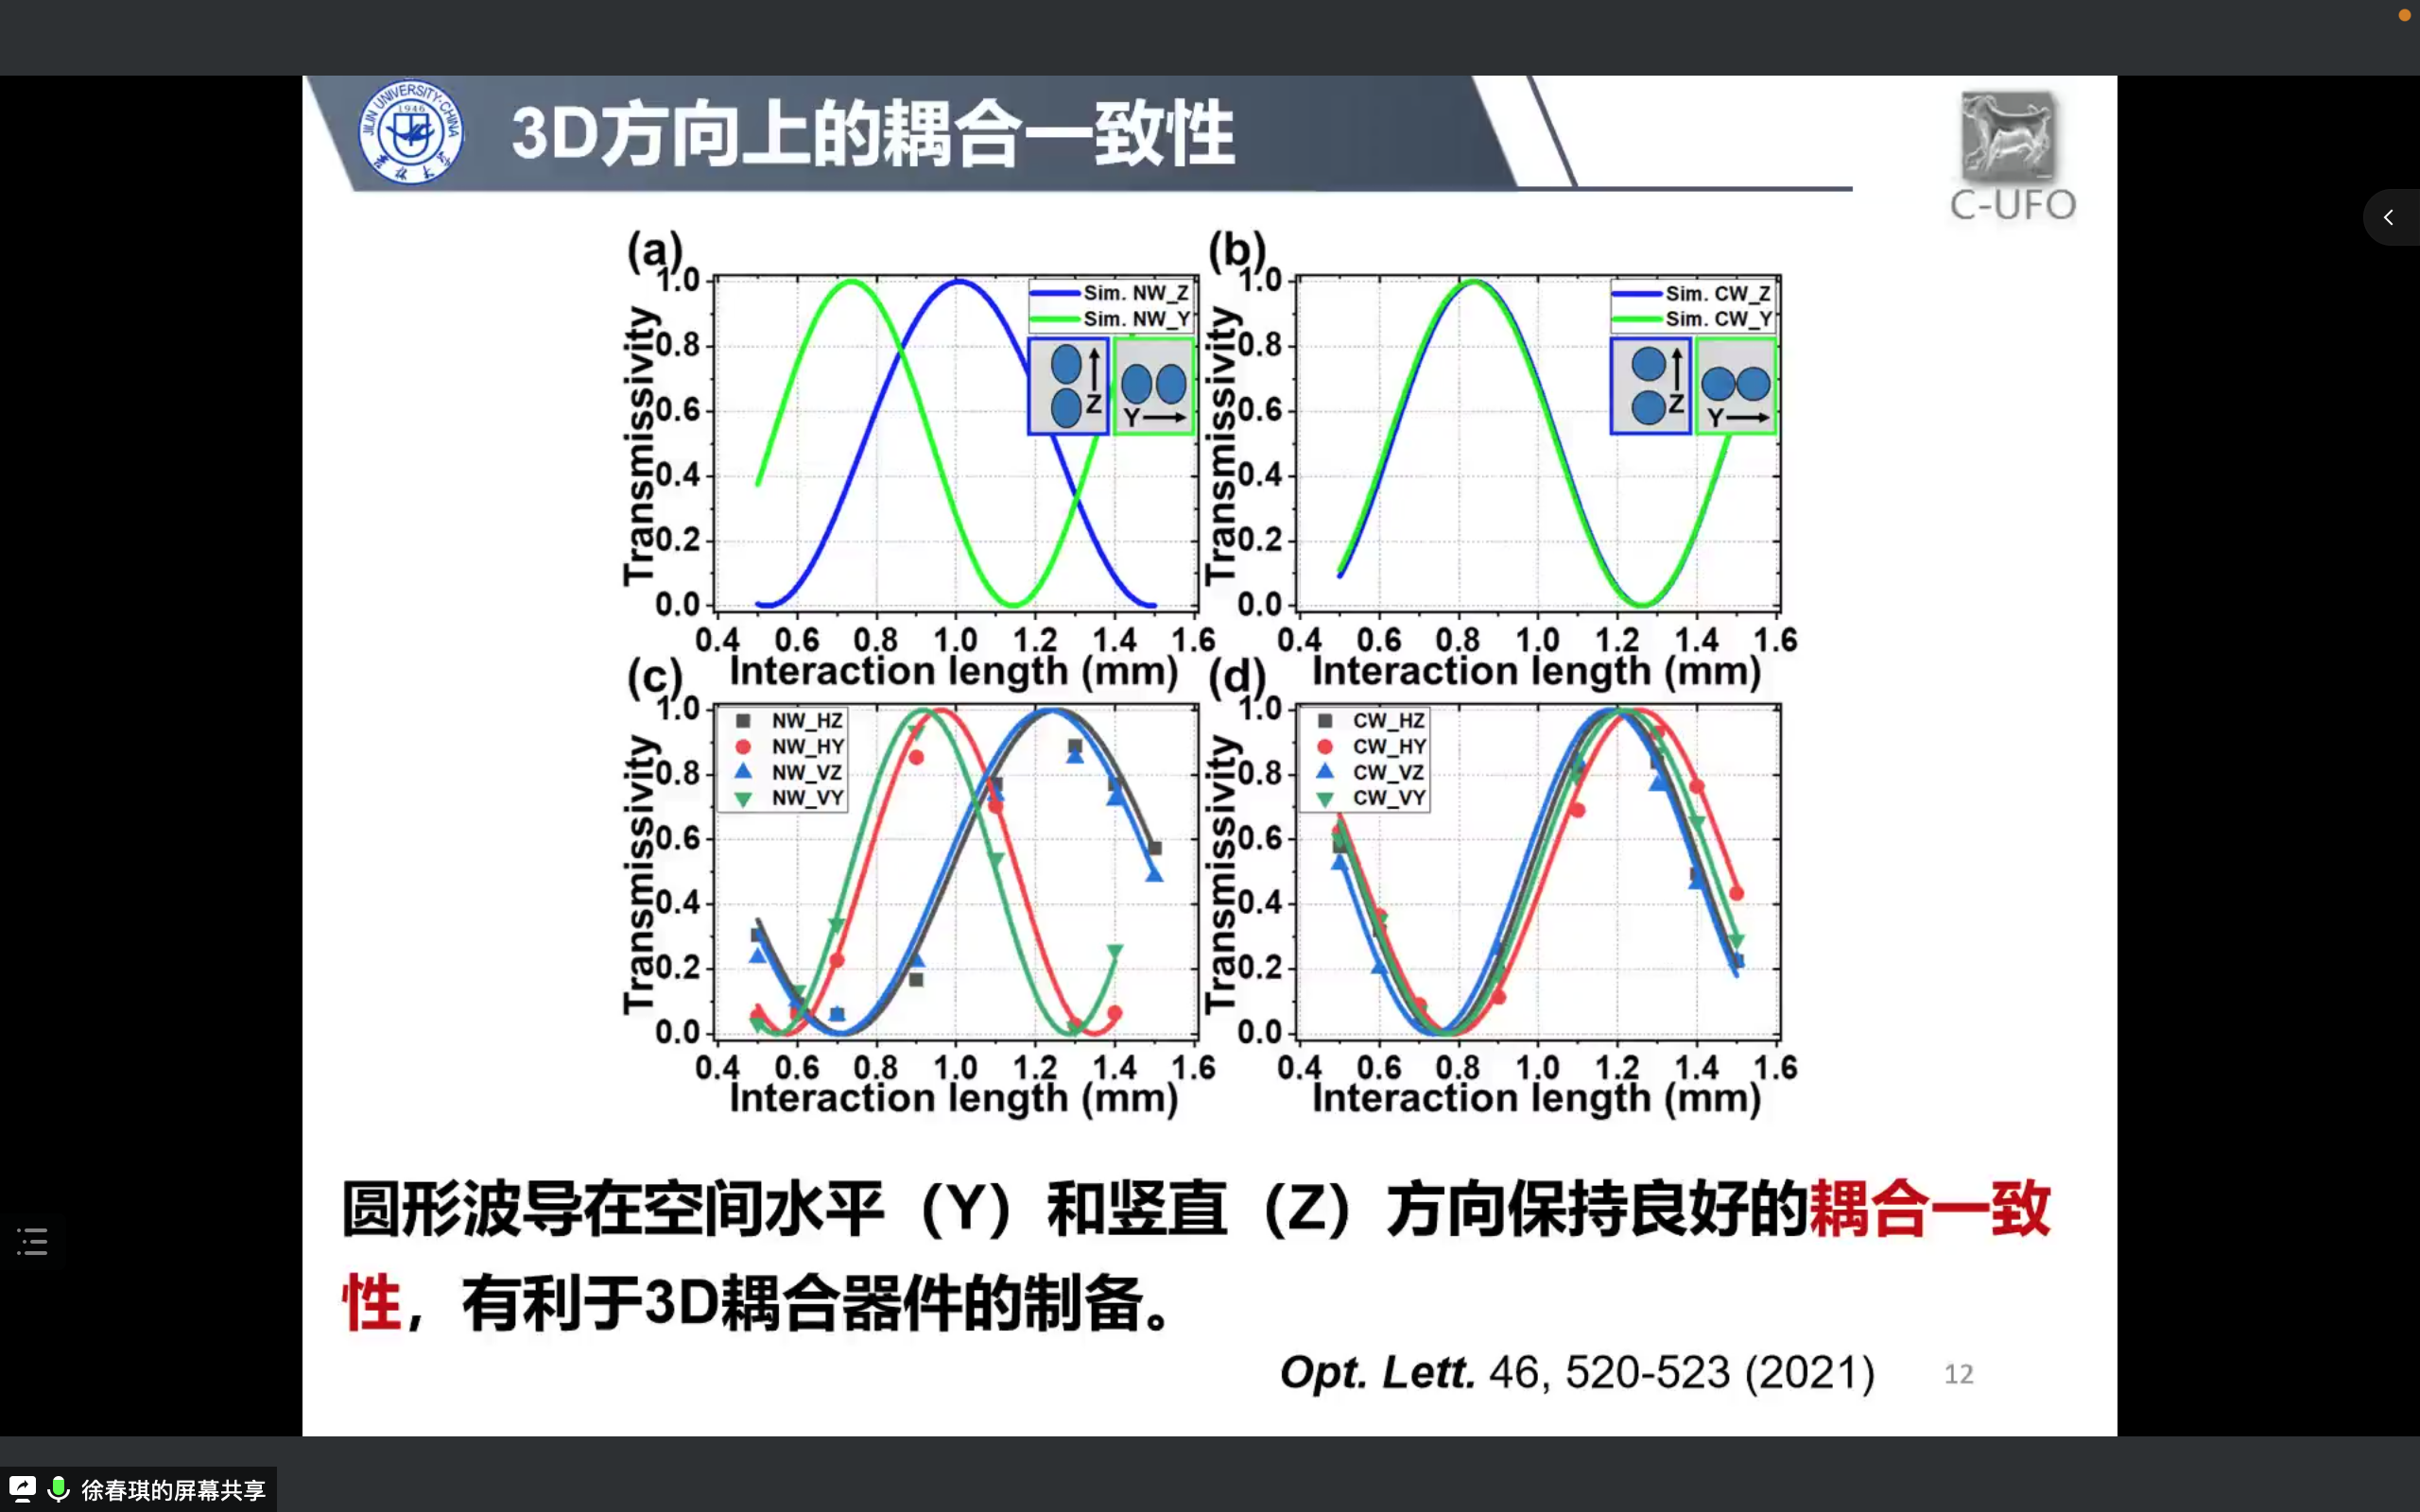 JILIN UNIVERSITY·CHINA
1946
3D方向上的耦合一致性
C-UFO
(a)
1.0
0.8
0.6
0.4
0.2
0.0
Transmissivity
Sim. NW_Z
Sim. NW_Y
Z
Y
0.4 0.6 0.8 1.0 1.2 1.4 1.6
Interaction length (mm)
(b)
1.0
0.8
0.6
0.4
0.2
0.0
Transmissivity
Sim. CW_Z
Sim. CW_Y
Z
Y
0.4 0.6 0.8 1.0 1.2 1.4 1.6
Interaction length (mm)
(c)
1.0
0.8
0.6
0.4
0.2
0.0
Transmissivity
NW_HZ
NW_HY
NW_VZ
NW_VY
0.4 0.6 0.8 1.0 1.2 1.4 1.6
Interaction length (mm)
(d)
1.0
0.8
0.6
0.4
0.2
0.0
Transmissivity
CW_HZ
CW_HY
CW_VZ
CW_VY
0.4 0.6 0.8 1.0 1.2 1.4 1.6
Interaction length (mm)
圆形波导在空间水平（Y）和竖直（Z）方向保持良好的耦合一致
性，有利于3D耦合器件的制备。
Opt. Lett. 46, 520-523 (2021)
12
徐春琪的屏幕共享